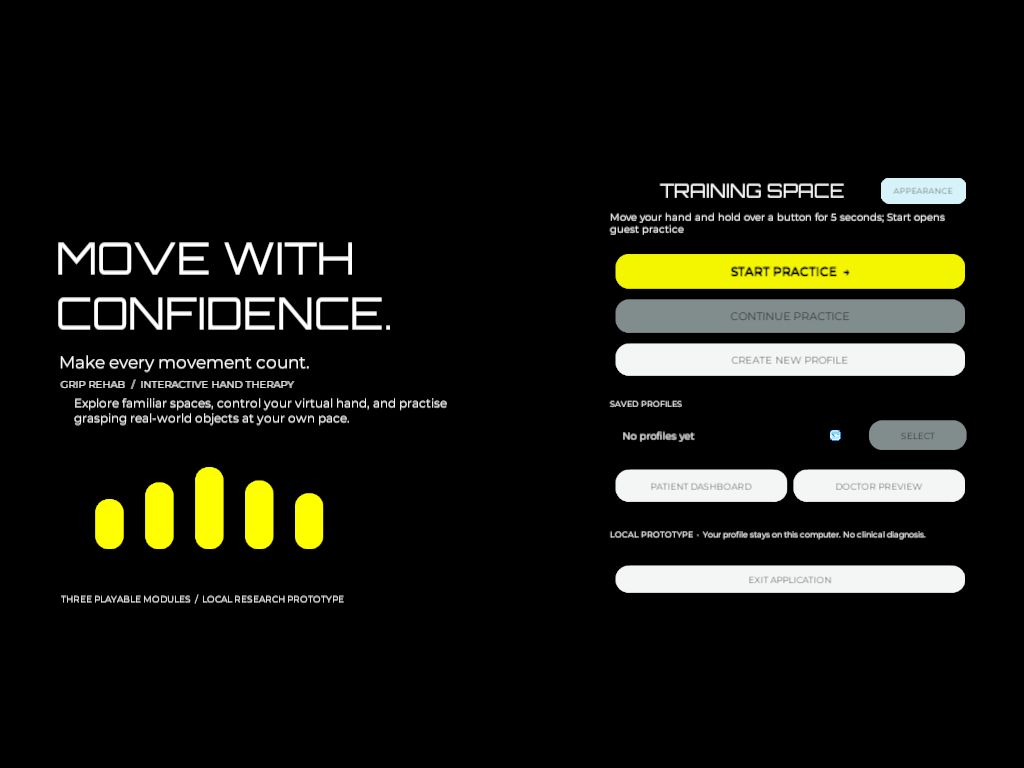 MOVE WITH
CONFIDENCE.
Make every movement count.
GRIP REHAB / INTERACTIVE HAND THERAPY
Explore familiar spaces, control your virtual hand, and practise
grasping real-world objects at your own pace.
THREE PLAYABLE MODULES / LOCAL RESEARCH PROTOTYPE
TRAINING SPACE
APPEARANCE
Move your hand and hold over a button for 5 seconds; Start opens
guest practice
START PRACTICE →
CONTINUE PRACTICE
CREATE NEW PROFILE
SAVED PROFILES
No profiles yet
SELECT
PATIENT DASHBOARD
DOCTOR PREVIEW
LOCAL PROTOTYPE · Your profile stays on this computer. No clinical diagnosis.
EXIT APPLICATION